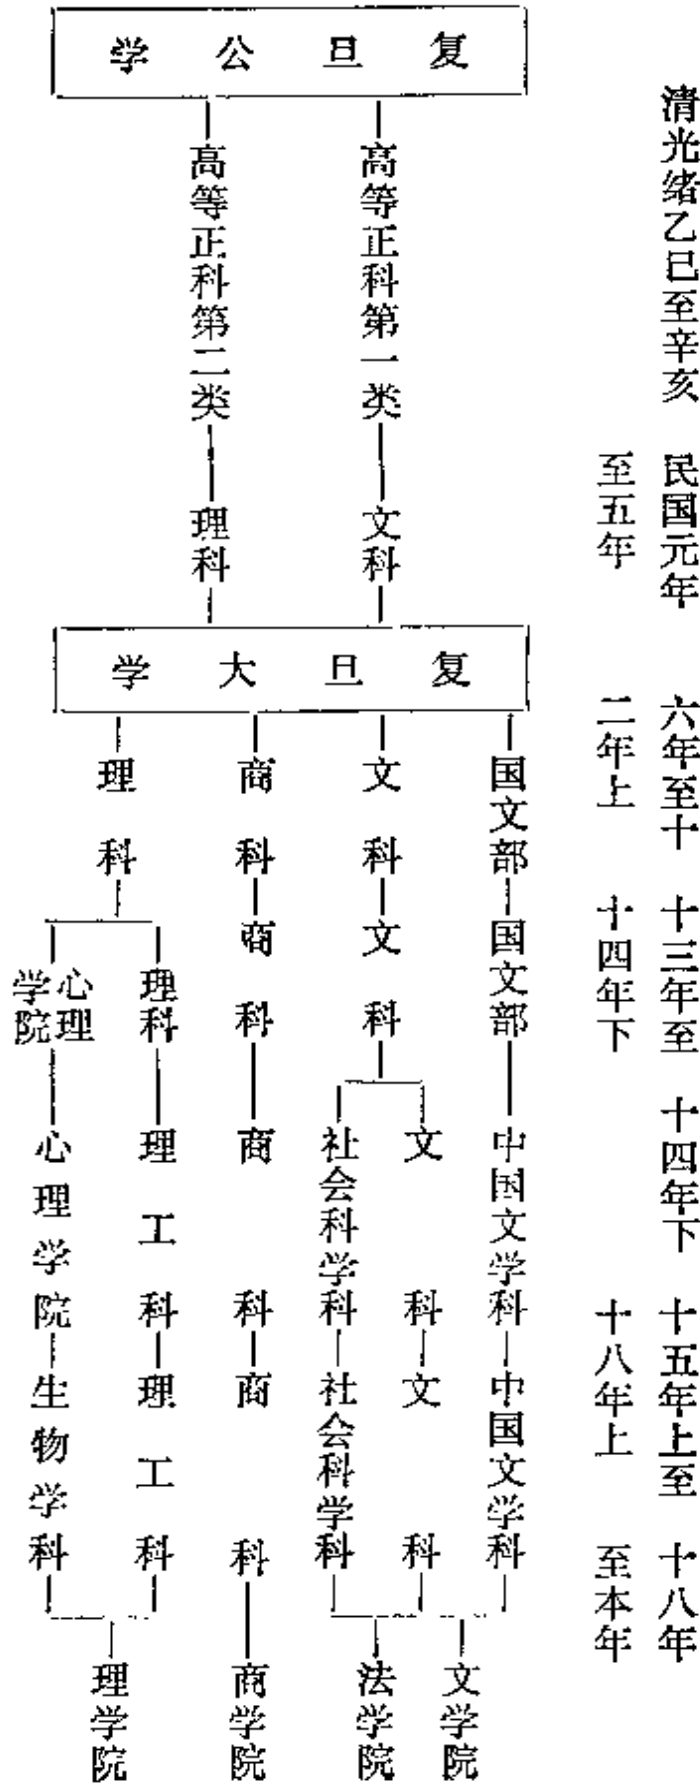 清光绪乙巳至辛亥
民国元年
至五年
六年至十
二年上
十三年至
十四年下
十四年下
十五年上至
十八年上
十八年
至本年
复旦公学
高等正科第一类
高等正科第二类
文科
理科
复旦大学
国文部
文科
商科
理科
国文部
文科
商科
理科
心理
学院
中国文学科
文科
社会科学科
商科
理工科
心理学院
中国文学科
文科
社会科学科
商科
理工科
生物学科
文学院
法学院
商学院
理学院